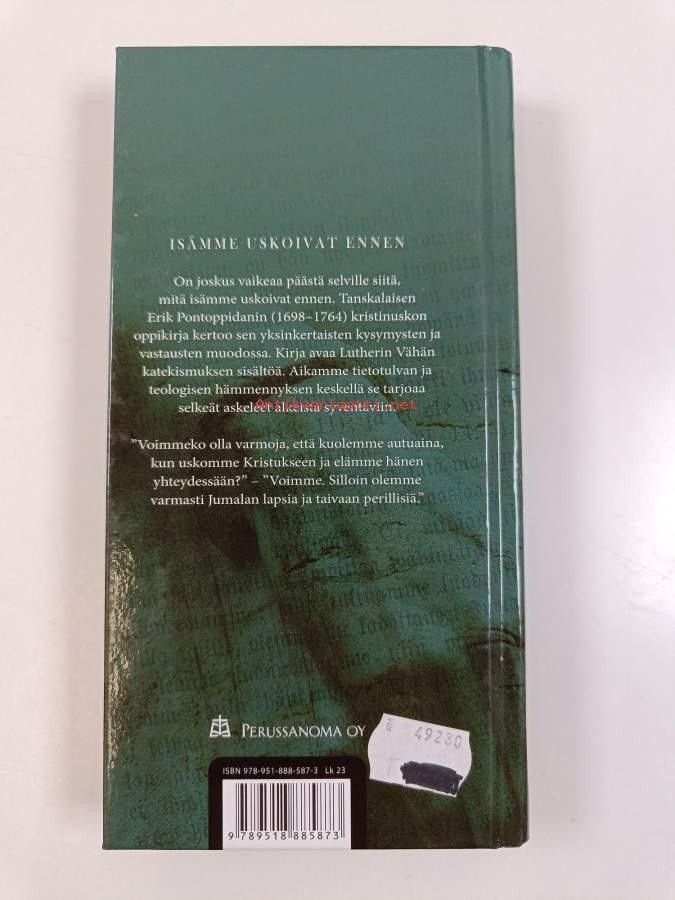 ISÄMME USKOIVAT ENNEN
On joskus vaikeaa päästä selville siitä,
mitä isämme uskoivat ennen. Tanskalaisen
Erik Pontoppidanin (1698–1764) kristinuskon
oppikirja kertoo sen yksinkertaisten kysymysten ja
vastausten muodossa. Kirja avaa Lutherin Vähän
katekismuksen sisältöä. Aikamme tietotulvan ja
teologisen hämmennyksen keskellä se tarjoaa
selkeät askeleet alkeista syventäviin.
Antikvariaatti.net
”Voimmeko olla varmoja, että kuolemme autuaina,
kun uskomme Kristukseen ja elämme hänen
yhteydessään?” – ”Voimme. Silloin olemme
varmasti Jumalan lapsia ja taivaan perillisiä.”
PERUSSANOMA OY
49280
ISBN 978-951-888-587-3 Lk 23
9 789518 885873